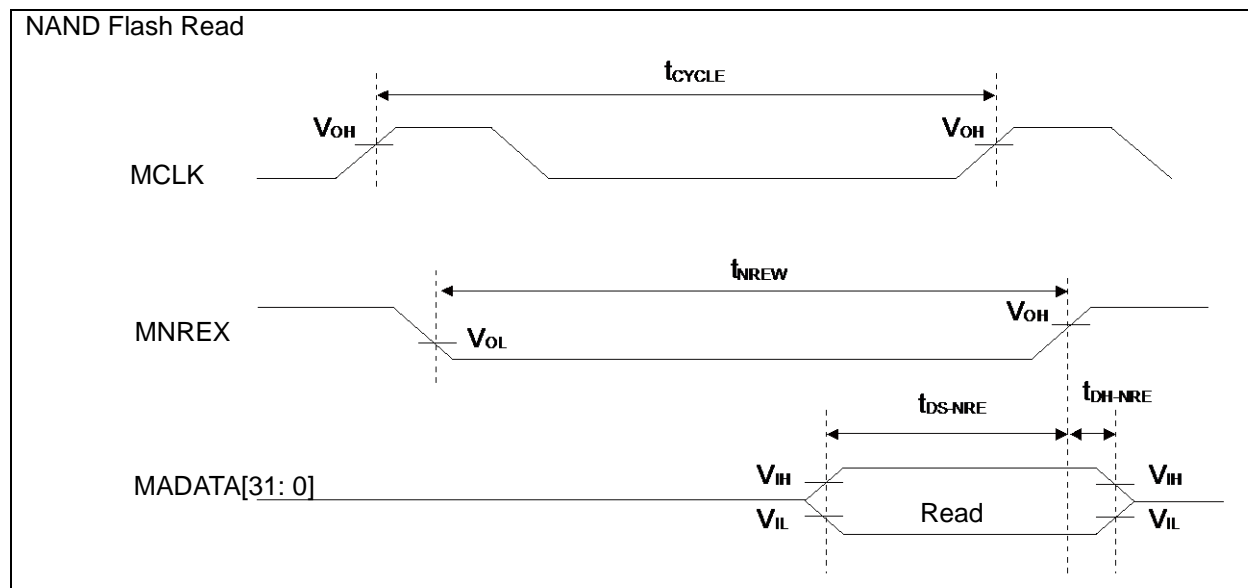 NAND Flash Read
tCYCLE
VOH VOH
MCLK
tNREW
VOH
MNREX
VOL
tDS-NRE tDH-NRE
VIH VIH
MADATA[31: 0]
Read
VIL VIL